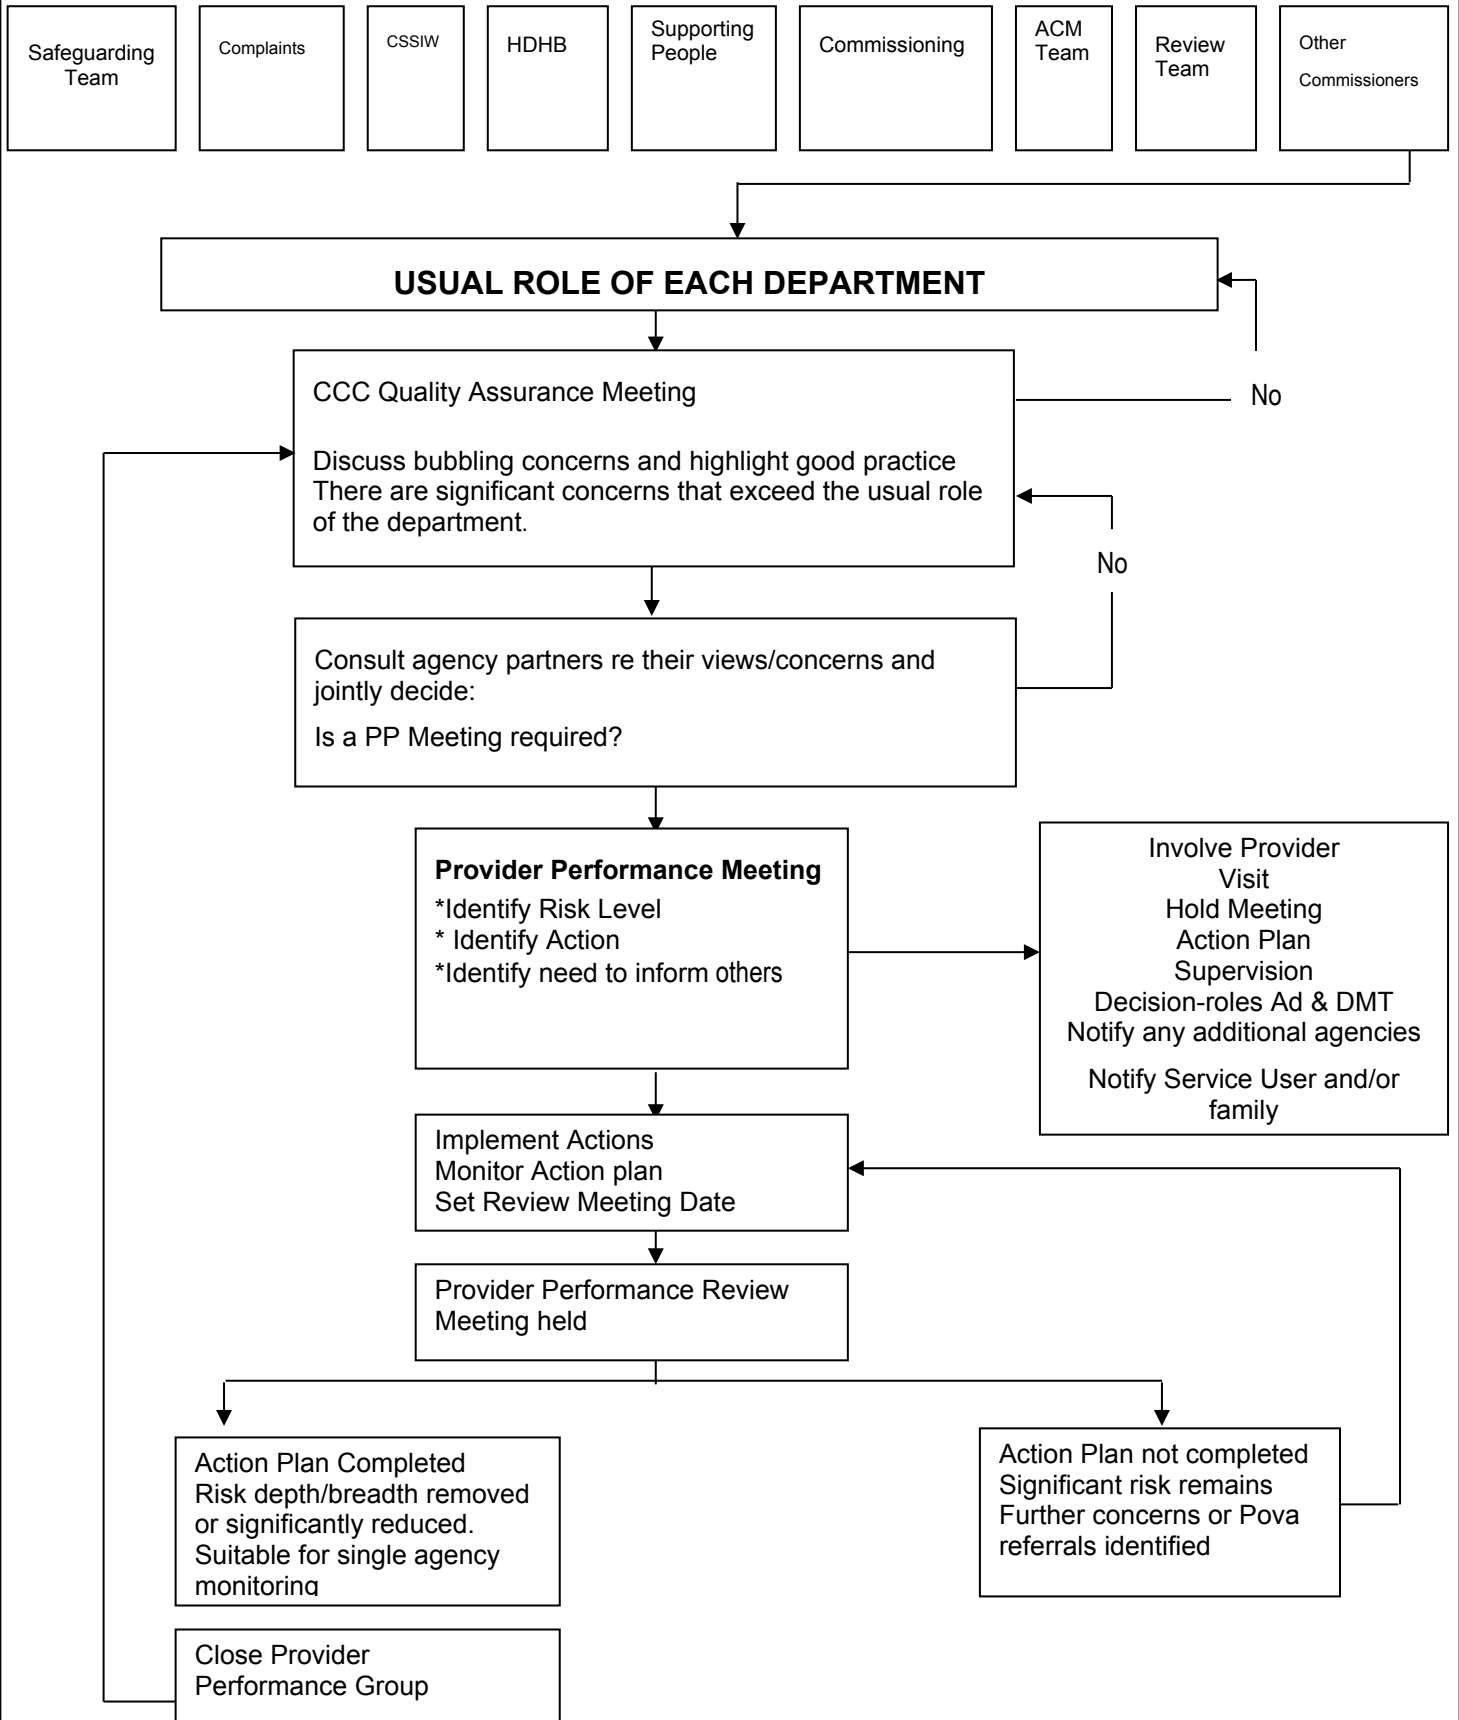 Safeguarding
Team
Complaints
CSSIW
HDHB
Supporting
People
Commissioning
ACM
Team
Review
Team
Other
Commissioners
USUAL ROLE OF EACH DEPARTMENT
CCC Quality Assurance Meeting
No
Discuss bubbling concerns and highlight good practice
There are significant concerns that exceed the usual role
of the department.
No
Consult agency partners re their views/concerns and
jointly decide:
Is a PP Meeting required?
Provider Performance Meeting
*Identify Risk Level
* Identify Action
*Identify need to inform others
Involve Provider
Visit
Hold Meeting
Action Plan
Supervision
Decision-roles Ad & DMT
Notify any additional agencies
Notify Service User and/or
family
Implement Actions
Monitor Action plan
Set Review Meeting Date
Provider Performance Review
Meeting held
Action Plan Completed
Risk depth/breadth removed
or significantly reduced.
Suitable for single agency
monitoring
Action Plan not completed
Significant risk remains
Further concerns or Pova
referrals identified
Close Provider
Performance Group